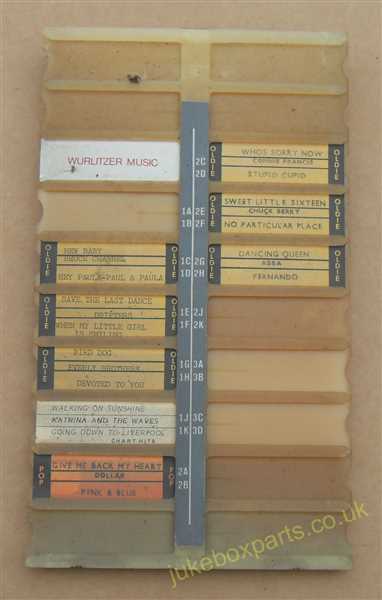 WURLITZER MUSIC
2C
2D
OLDIE
WHOS SORRY NOW
CONNIE FRANCIS
STUPID CUPID
OLDIE
1A 2E
1B 2F
OLDIE
SWEET LITTLE SIXTEEN
CHUCK BERRY
NO PARTICULAR PLACE
OLDIE
OLDIE
HEY BABY
BRUCE CHANNEL
HEY PAULA-PAUL & PAULA
OLDIE
1C 2G
1D 2H
OLDIE
DANCING QUEEN
ABBA
FERNANDO
OLDIE
OLDIE
SAVE THE LAST DANCE
DRIFTERS
WHEN MY LITTLE GIRL
IS SMILING
OLDIE
1E 2J
1F 2K
OLDIE
BIRD DOG
EVERLY BROTHERS
DEVOTED TO YOU
OLDIE
1G 3A
1H 3B
WALKING ON SUNSHINE
KATRINA AND THE WAVES
GOING DOWN TO LIVERPOOL
CHART HITS
1J 3C
1K 3D
POP
GIVE ME BACK MY HEART
DOLLAR
PINK & BLUE
POP
2A
2B
jukeboxparts.co.uk